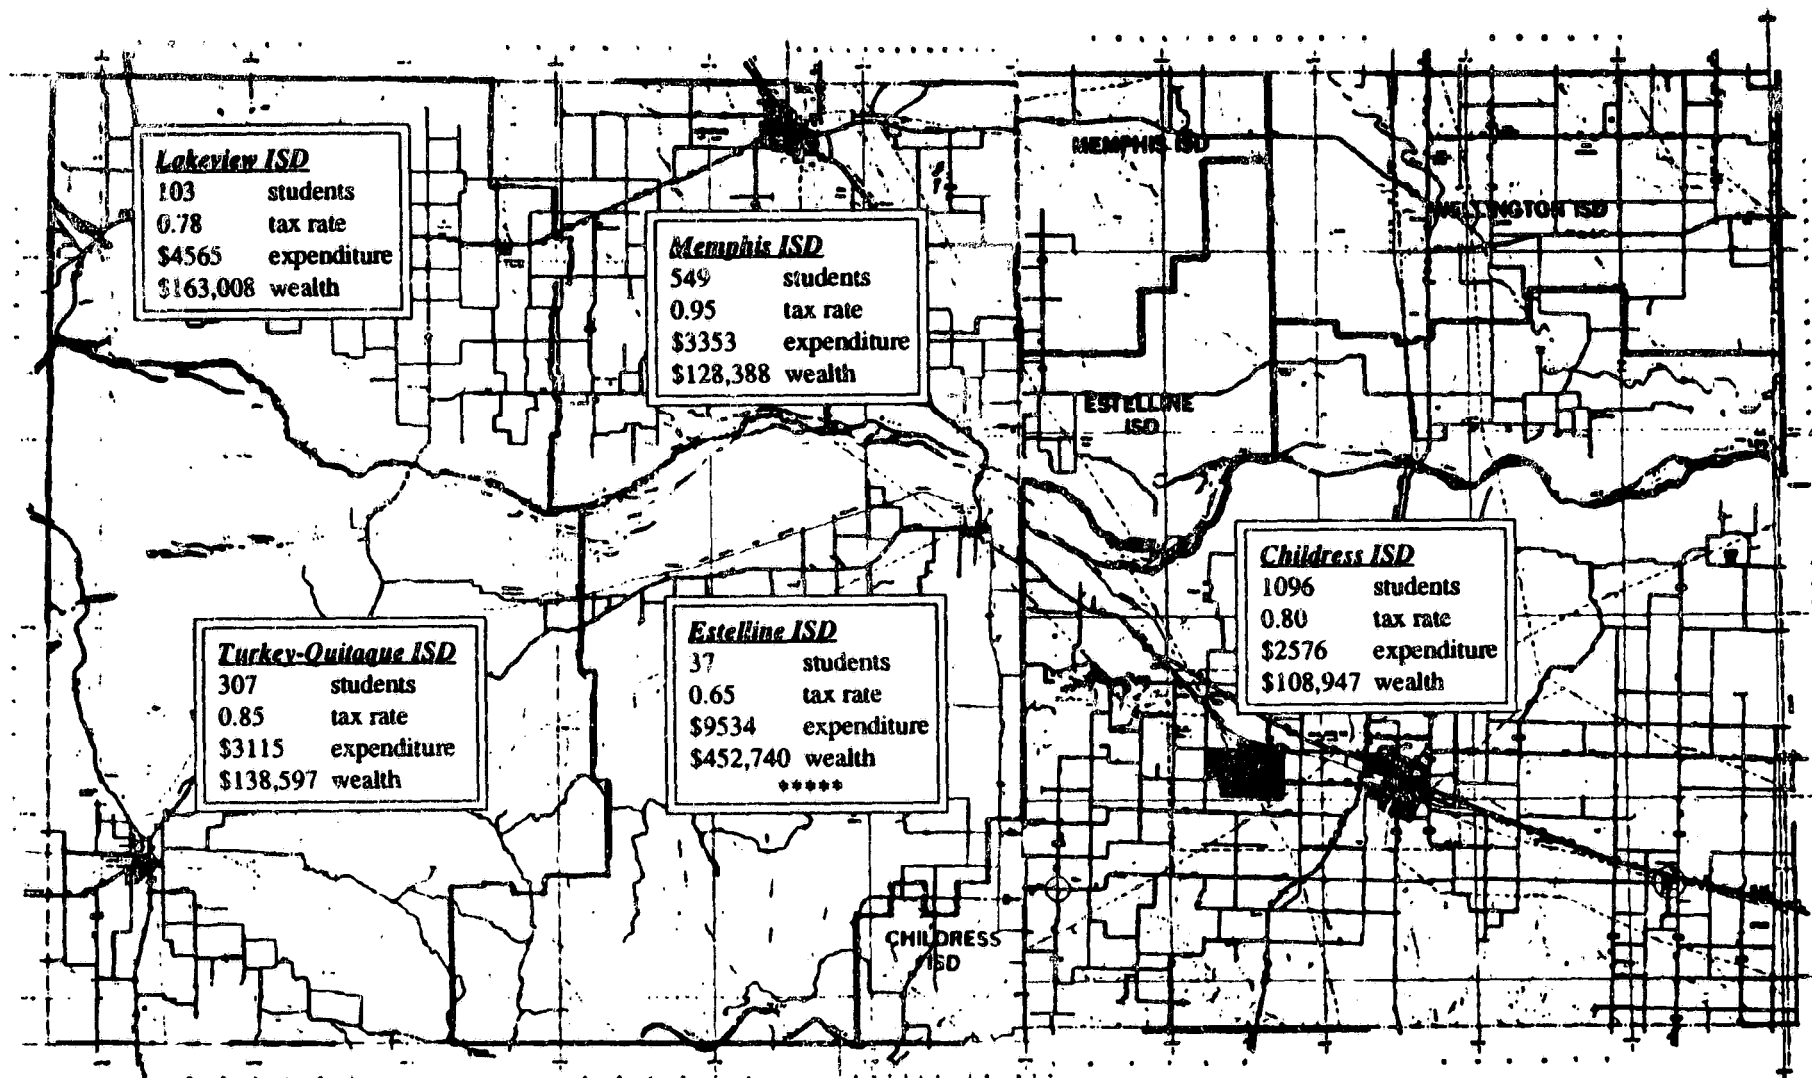 Lakeview ISD
103 students
0.78 tax rate
$4565 expenditure
$163,008 wealth
MEMPHIS ISD
WELLINGTON ISD
Memphis ISD
549 students
0.95 tax rate
$3353 expenditure
$128,388 wealth
ESTELLINE
ISD
Childress ISD
1096 students
0.80 tax rate
$2576 expenditure
$108,947 wealth
Turkey-Quitaque ISD
307 students
0.85 tax rate
$3115 expenditure
$138,597 wealth
Estelline ISD
37 students
0.65 tax rate
$9534 expenditure
$452,740 wealth
*****
CHILDRESS
ISD